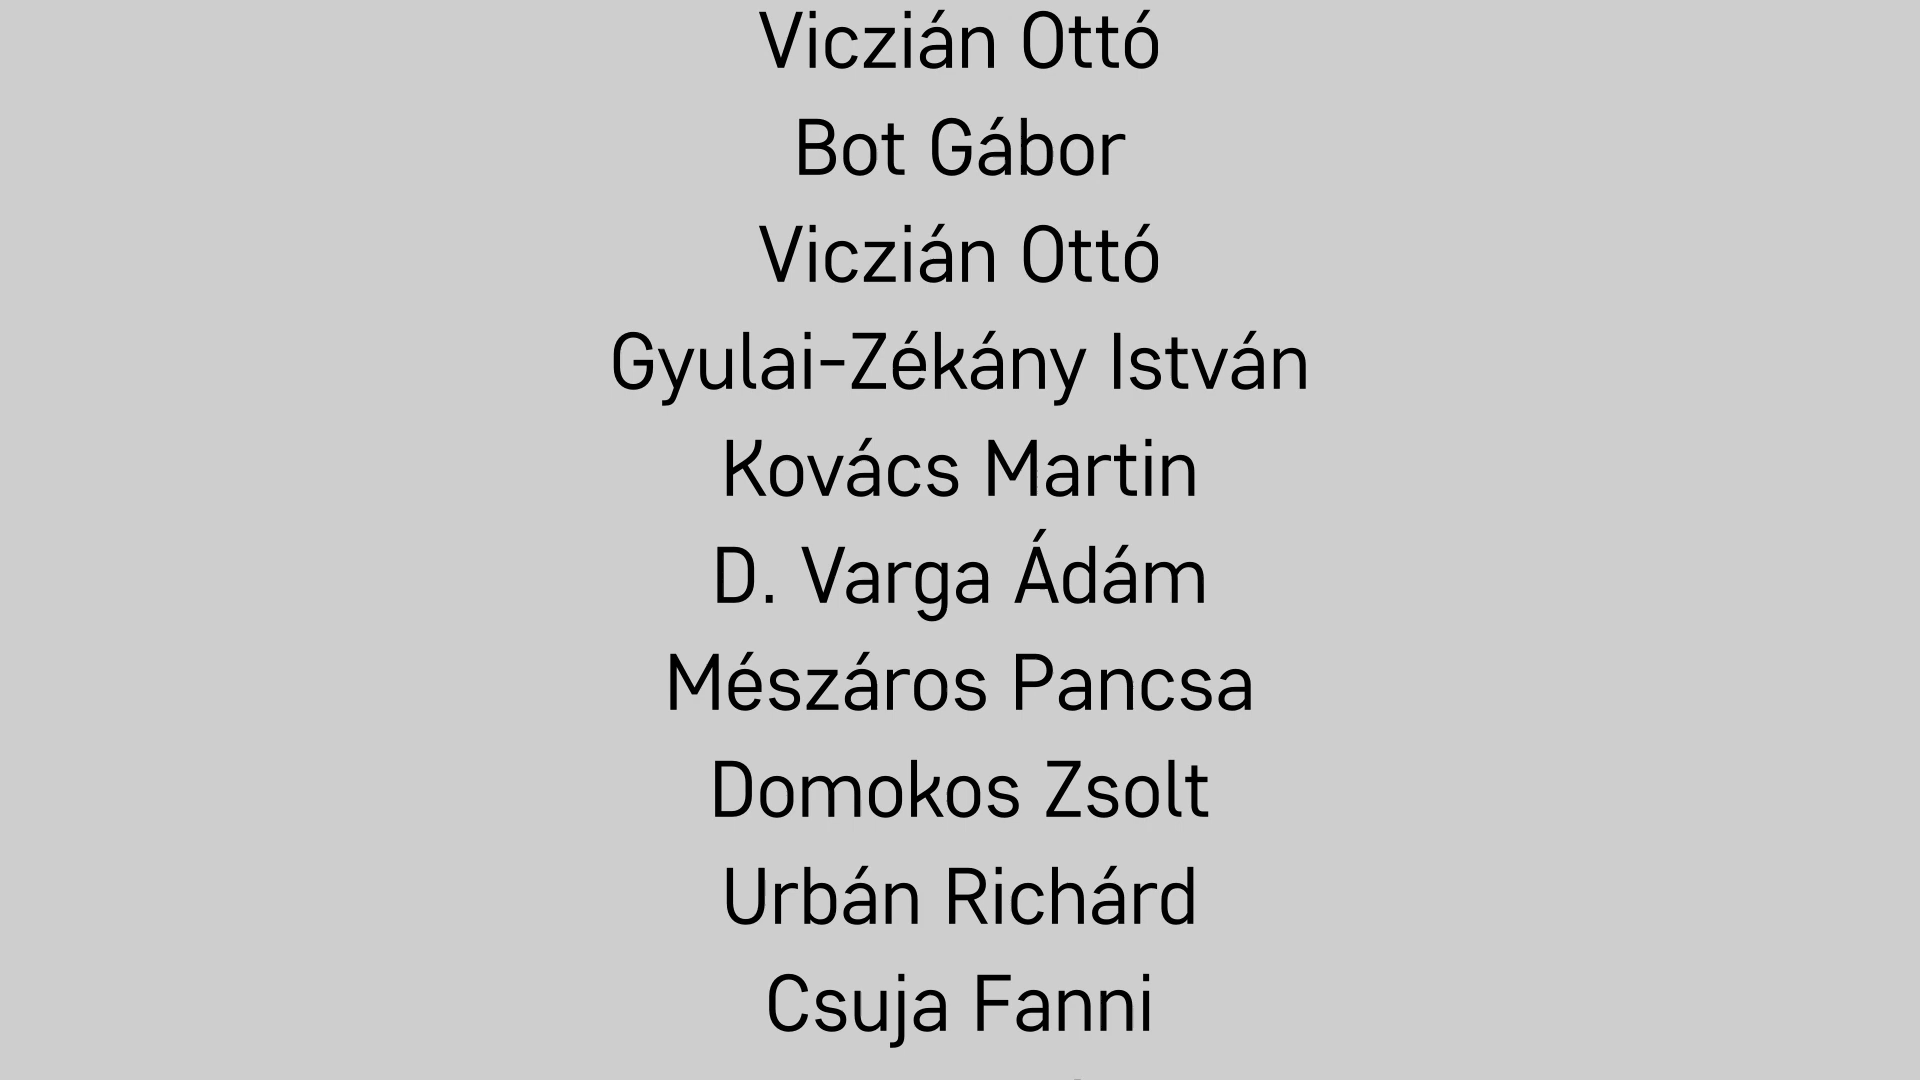 Viczián Ottó
Bot Gábor
Viczián Ottó
Gyulai-Zékány István
Kovács Martin
D. Varga Ádám
Mészáros Pancsa
Domokos Zsolt
Urbán Richárd
Csuja Fanni